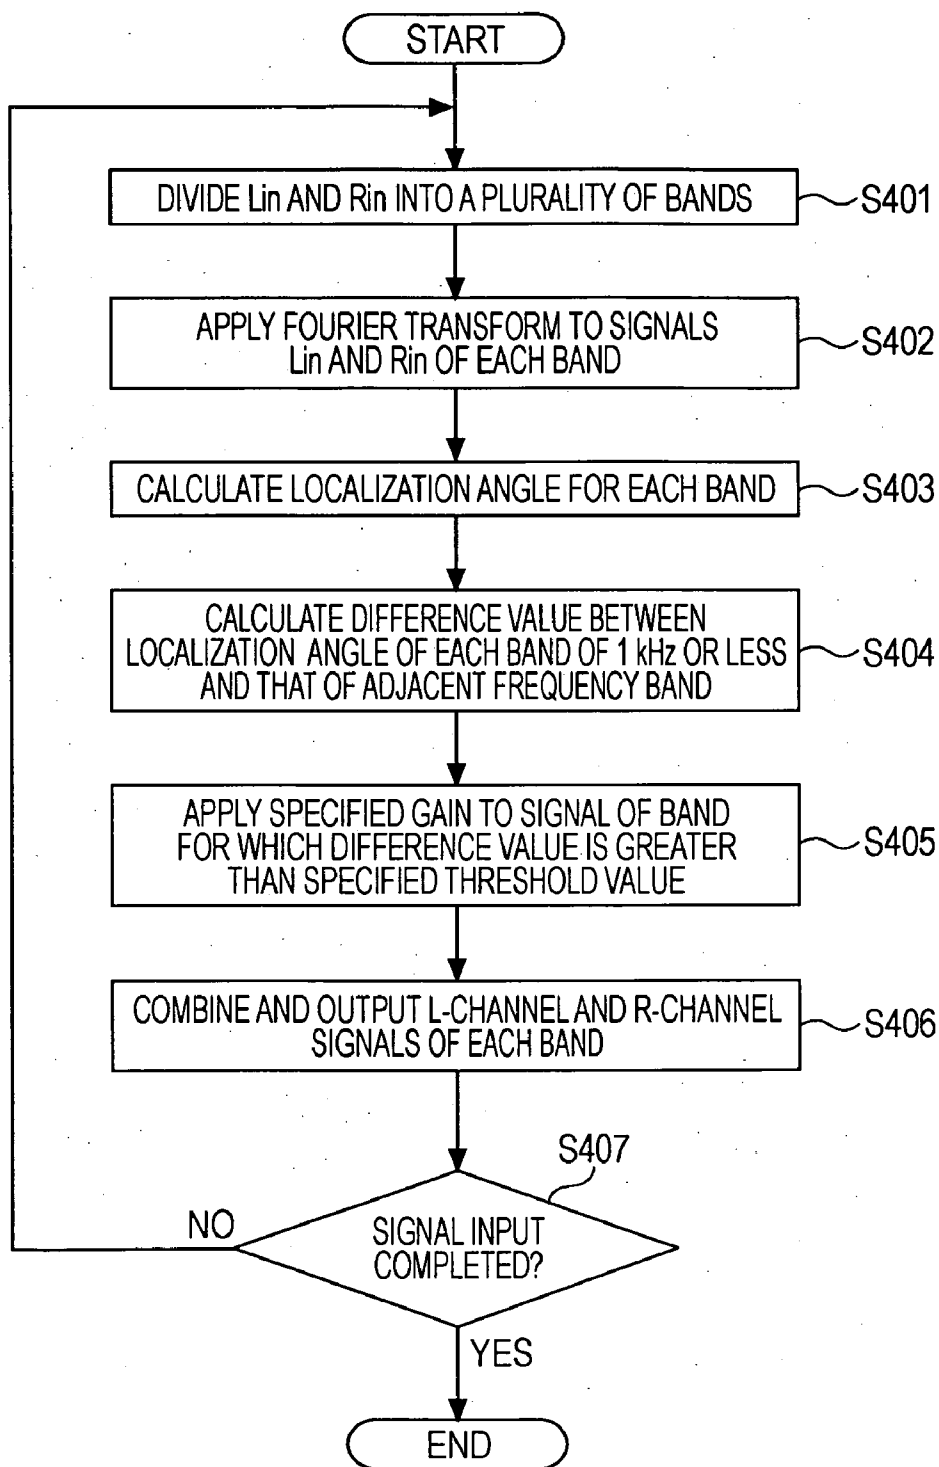 START
DIVIDE Lin AND Rin INTO A PLURALITY OF BANDS
S401
APPLY FOURIER TRANSFORM TO SIGNALS
Lin AND Rin OF EACH BAND
S402
CALCULATE LOCALIZATION ANGLE FOR EACH BAND
S403
CALCULATE DIFFERENCE VALUE BETWEEN
LOCALIZATION ANGLE OF EACH BAND OF 1 kHz OR LESS
AND THAT OF ADJACENT FREQUENCY BAND
S404
APPLY SPECIFIED GAIN TO SIGNAL OF BAND
FOR WHICH DIFFERENCE VALUE IS GREATER
THAN SPECIFIED THRESHOLD VALUE
S405
COMBINE AND OUTPUT L-CHANNEL AND R-CHANNEL
SIGNALS OF EACH BAND
S406
S407
NO
SIGNAL INPUT
COMPLETED?
YES
END